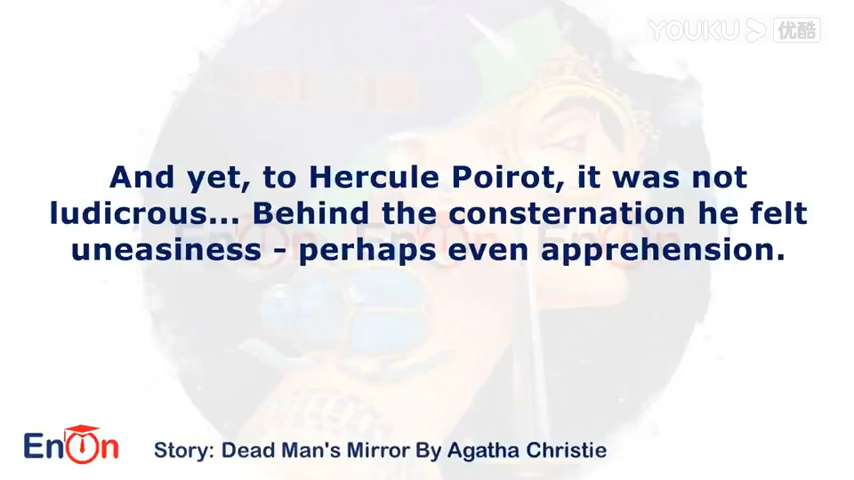 YOUKU 优酷
And yet, to Hercule Poirot, it was not
ludicrous... Behind the consternation he felt
uneasiness - perhaps even apprehension.
EnOn
Story: Dead Man's Mirror By Agatha Christie